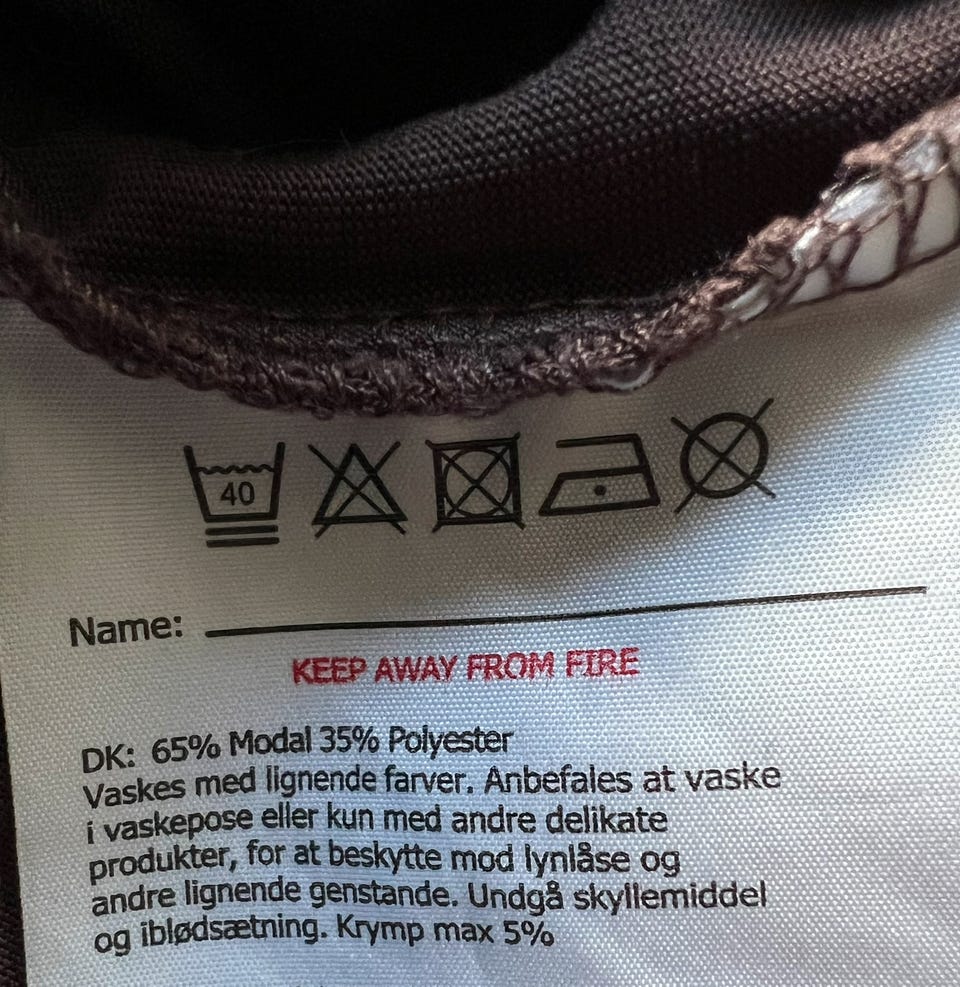 40
Name:
KEEP AWAY FROM FIRE
DK: 65% Modal 35% Polyester
Vaskes med lignende farver. Anbefales at vaske
i vaskepose eller kun med andre delikate
produkter, for at beskytte mod lynlåse og
andre lignende genstande. Undgå skyllemiddel
og iblødsætning. Krymp max 5%